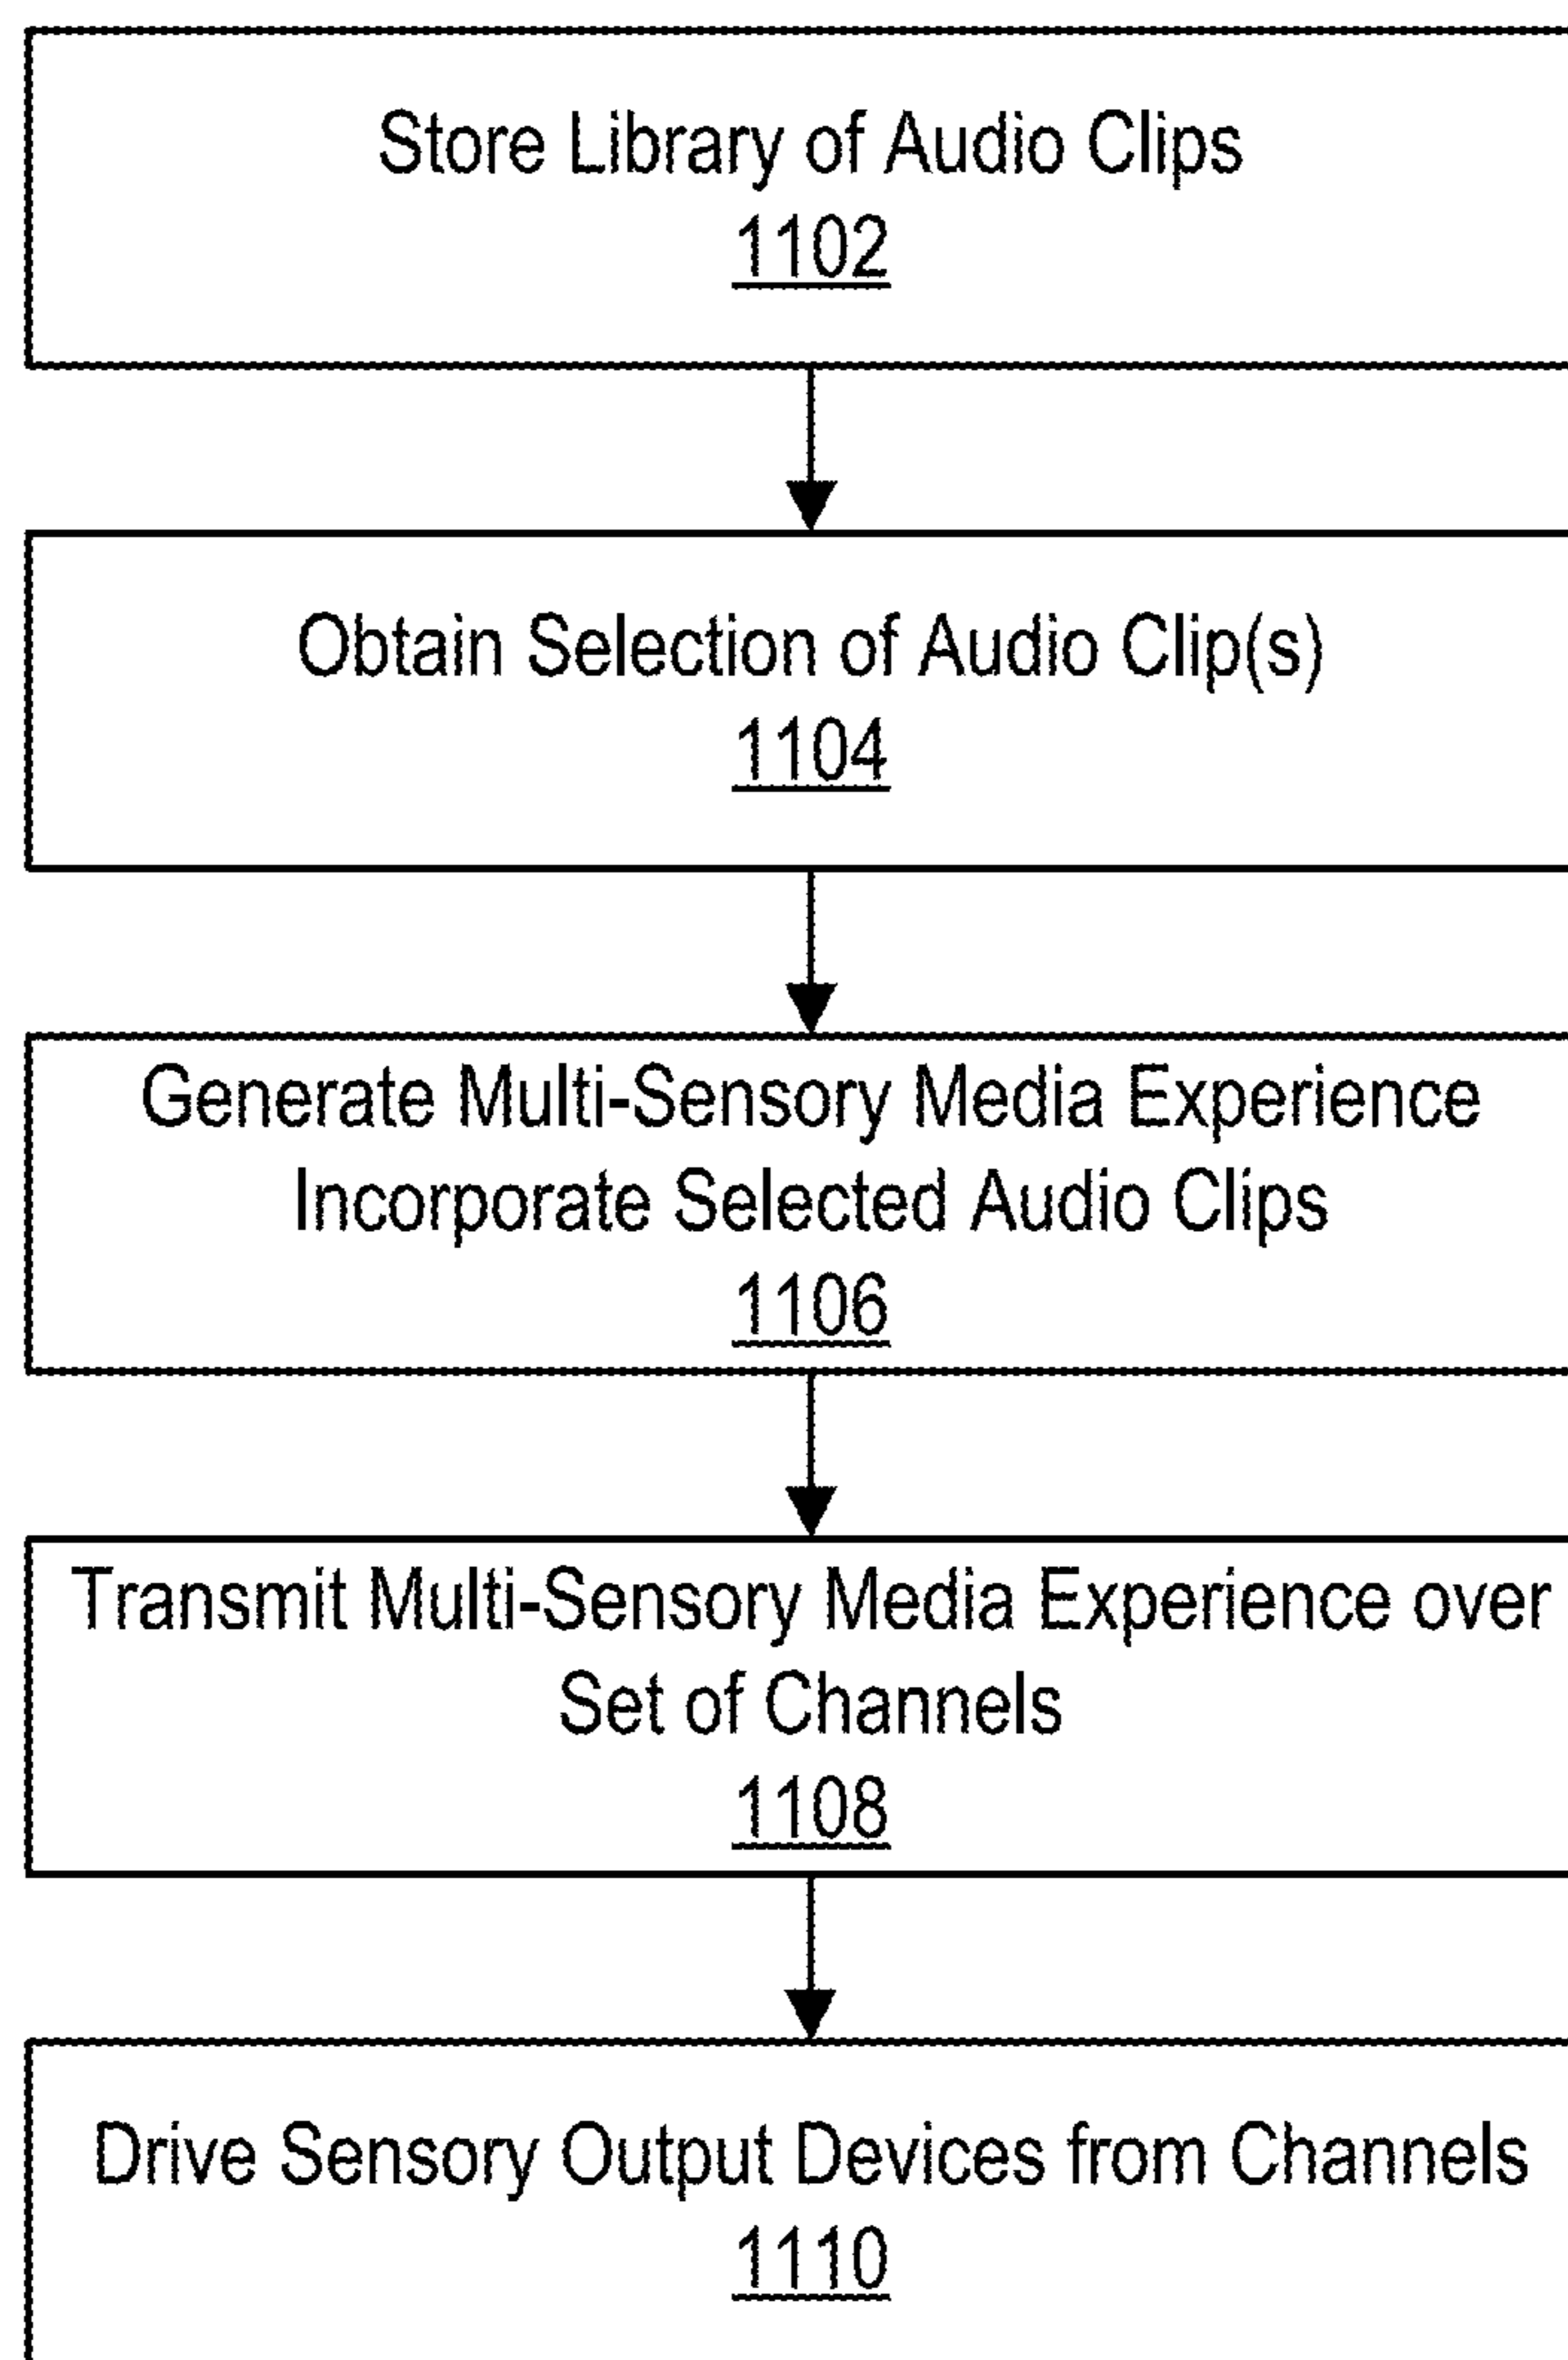 Store Library of Audio Clips
1102
Obtain Selection of Audio Clip(s)
1104
Generate Multi-Sensory Media Experience
Incorporate Selected Audio Clips
1106
Transmit Multi-Sensory Media Experience over
Set of Channels
1108
Drive Sensory Output Devices from Channels
1110